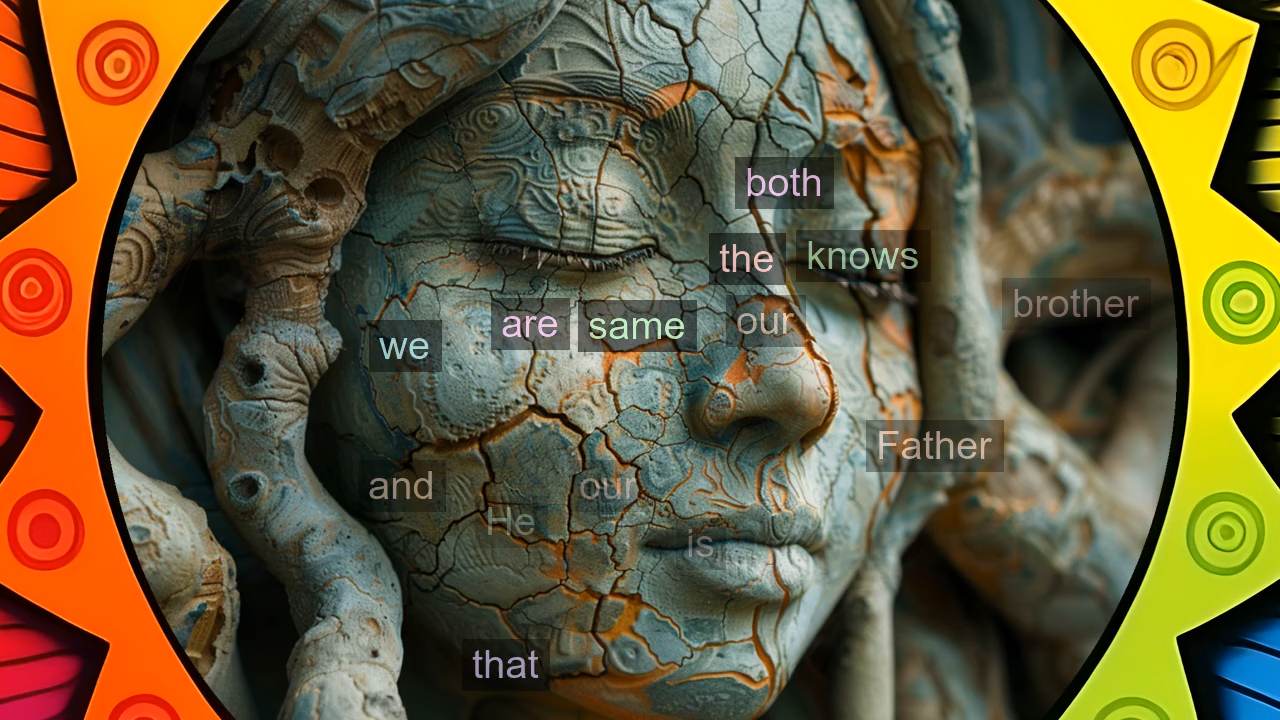 both
the knows
brother
we are same our
Father
and our
He
is
that